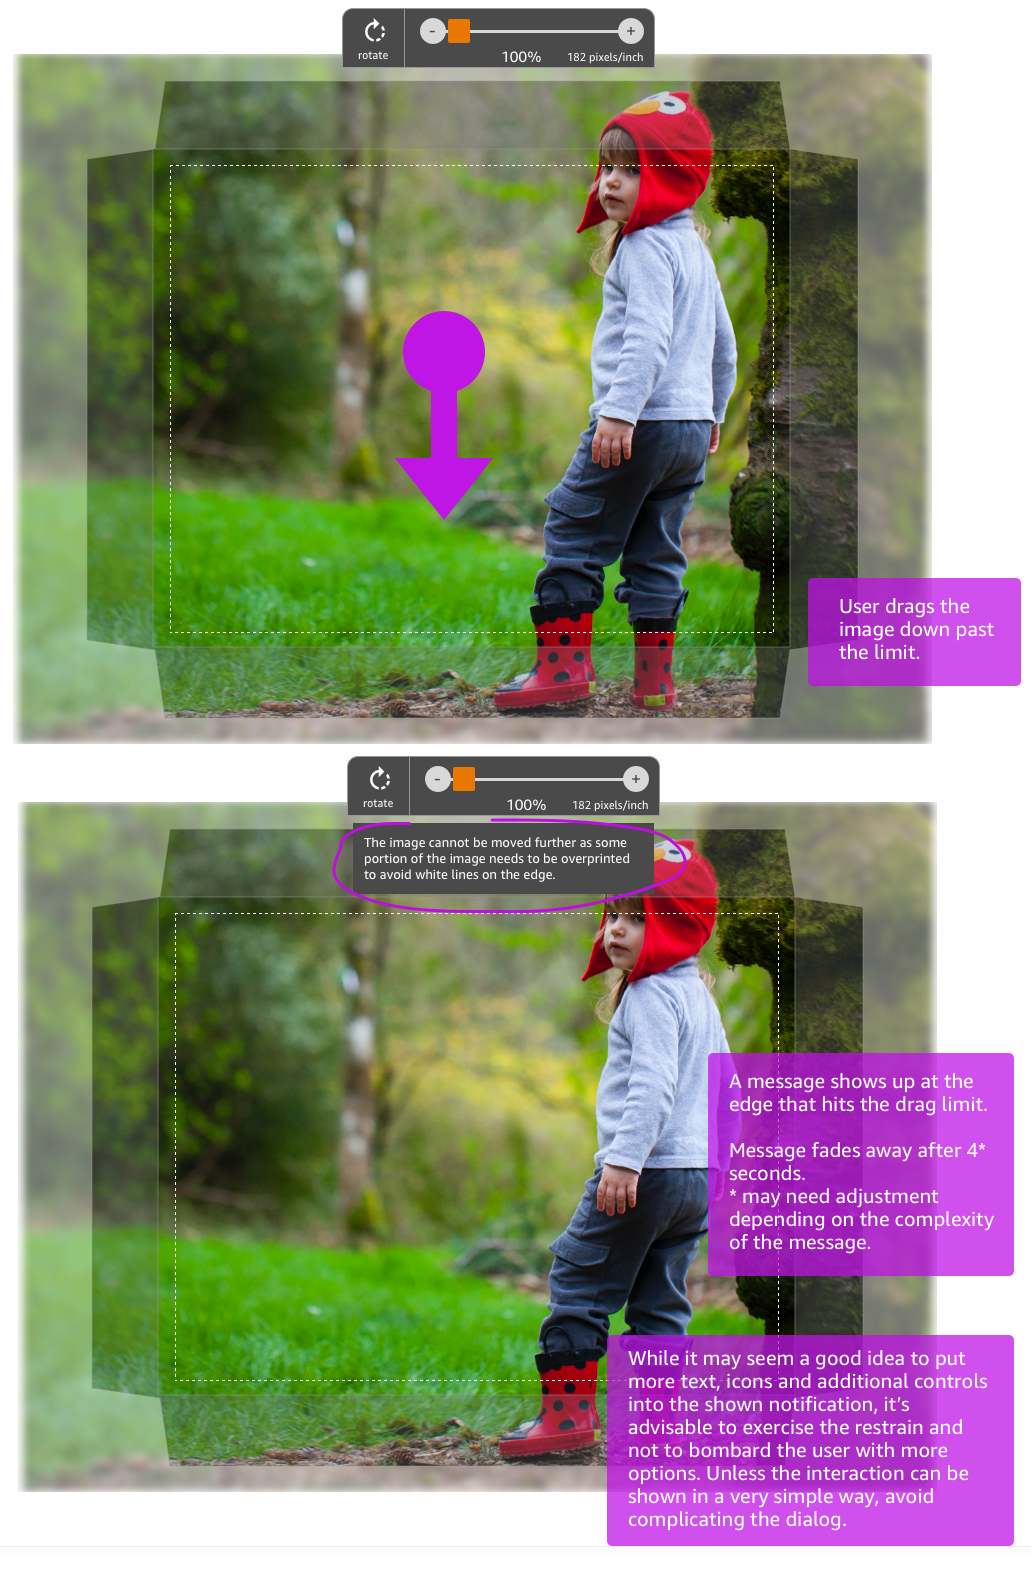 -
+
rotate
100%
182 pixels/inch
User drags the
image down past
the limit.
-
+
rotate
100%
182 pixels/inch
The image cannot be moved further as some
portion of the image needs to be overprinted
to avoid white lines on the edge.
A message shows up at the
edge that hits the drag limit.
Message fades away after 4*
seconds.
* may need adjustment
depending on the complexity
of the message.
While it may seem a good idea to put
more text, icons and additional controls
into the shown notification, it's
advisable to exercise the restrain and
not to bombard the user with more
options. Unless the interaction can be
shown in a very simple way, avoid
complicating the dialog.